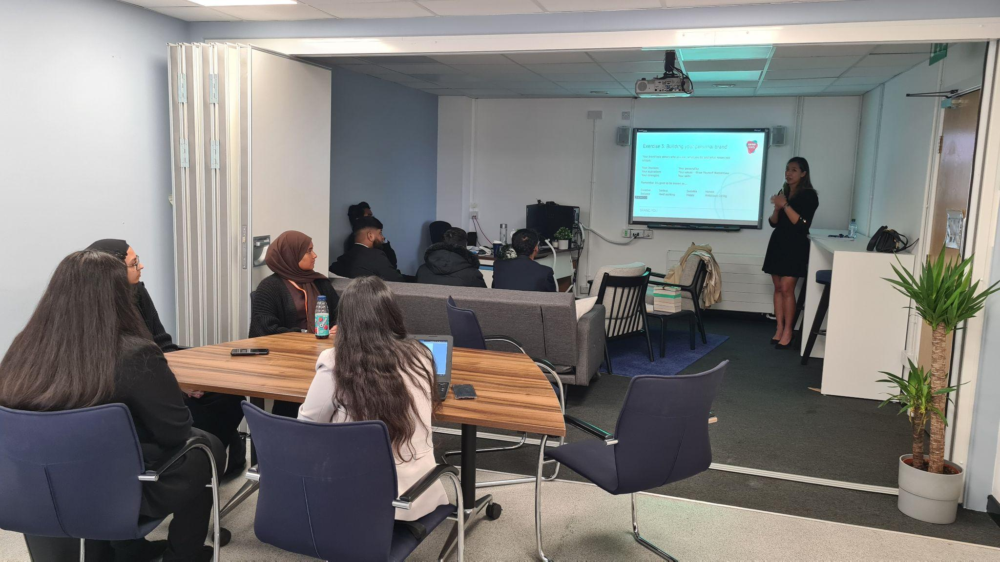 Exercise 3: Building your personal brand
career
ready
Your brand tells others who you are, what you do, and what makes you
unique.
Your interests Your personality
Your aspirations Your values - Know Yourself Masterclass
Your strengths Your skills
Remember, it's good to be known as...
Creative Serious Sociable Honest
Reliable Hard working Happy Ambitious Caring
BRAND YOU